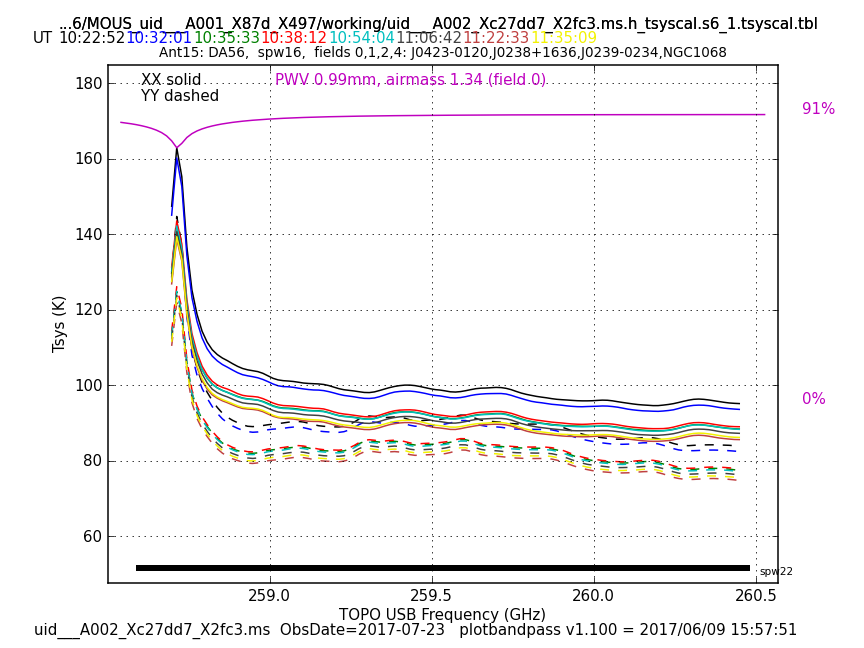 ...6/MOUS_uid___A001_X87d_X497/working/uid___A002_Xc27dd7_X2fc3.ms.h_tsyscal.s6_1.tsyscal.tbl
UT 10:22:52 10:32:01 10:35:33 10:38:12 10:54:04 11:06:42 11:22:33 11:35:09
Ant15: DA56, spw16, fields 0,1,2,4: J0423-0120,J0238+1636,J0239-0234,NGC1068
XX solid
YY dashed
PWV 0.99mm, airmass 1.34 (field 0)
91%
0%
180
160
140
120
100
80
60
Tsys (K)
spw22
259.0 259.5 260.0 260.5
TOPO USB Frequency (GHz)
uid___A002_Xc27dd7_X2fc3.ms ObsDate=2017-07-23 plotbandpass v1.100 = 2017/06/09 15:57:51